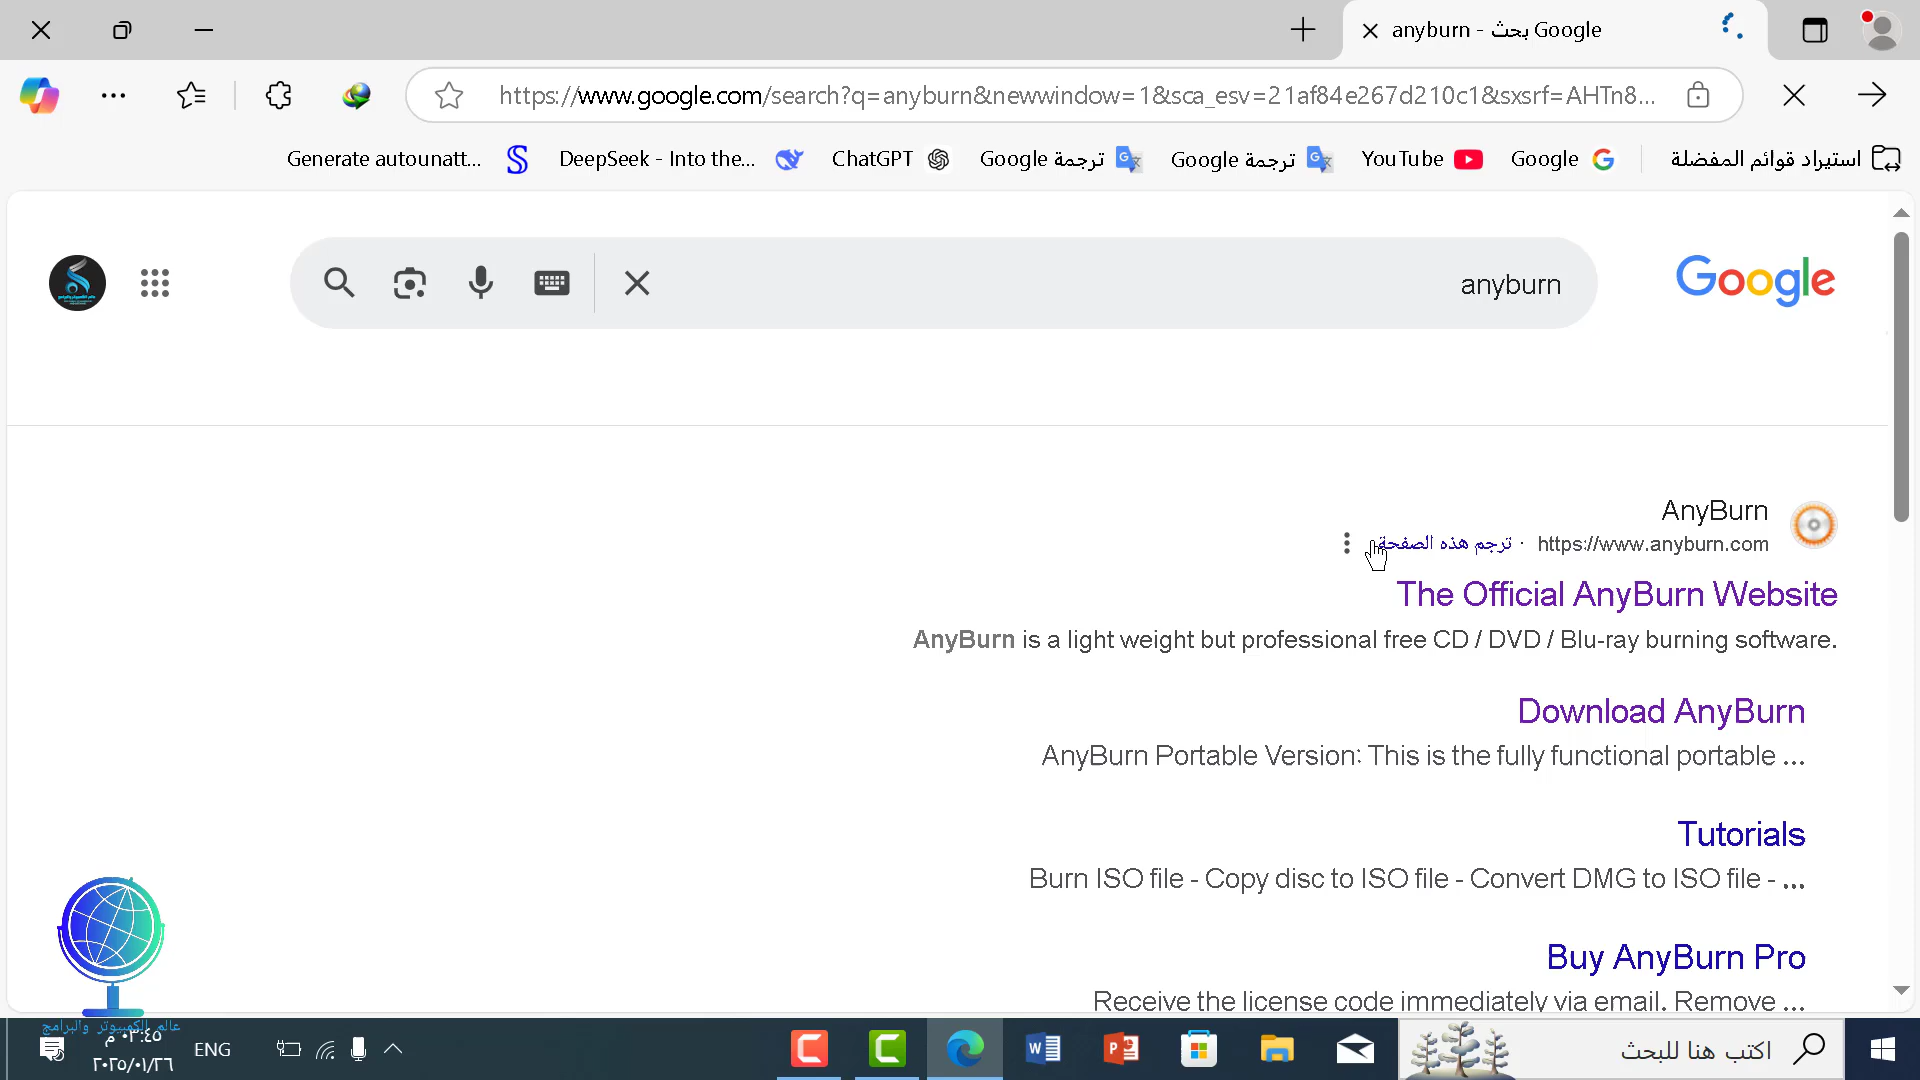 anyburn - بحث Google
https://www.google.com/search?q=anyburn&newwindow=1&sca_esv=21af84e267d210c1&sxsrf=AHTn8...
استيراد قوائم المفضلة
Google
YouTube
ترجمة Google
ترجمة Google
ChatGPT
DeepSeek - Into the...
Generate autounatt...
Google
anyburn
AnyBurn
https://www.anyburn.com · ترجم هذه الصفحة
The Official AnyBurn Website
AnyBurn is a light weight but professional free CD / DVD / Blu-ray burning software.
Download AnyBurn
AnyBurn Portable Version: This is the fully functional portable ...
Tutorials
Burn ISO file - Copy disc to ISO file - Convert DMG to ISO file - ...
Buy AnyBurn Pro
Receive the license code immediately via email. Remove ...
عالم الكمبيوتر والبرامج
اكتب هنا للبحث
ENG
٠٣:٤٥ م
٢٠٢٥/٠١/٢٦